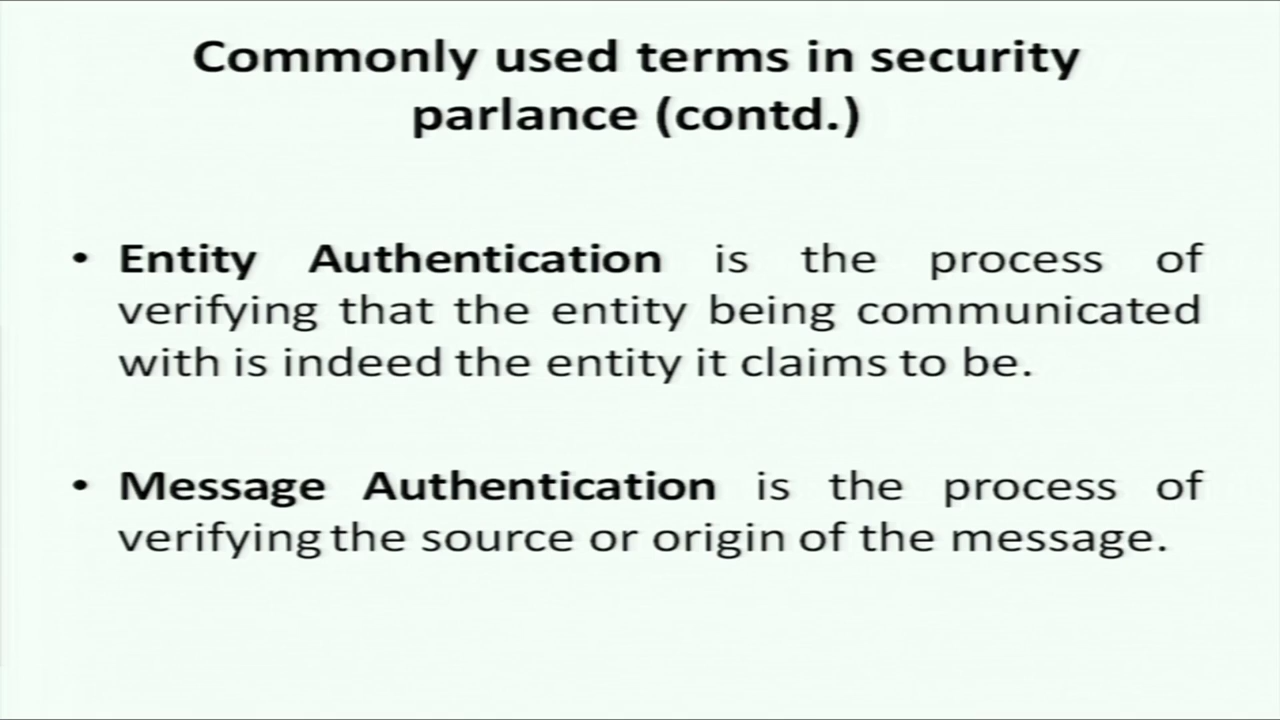 Commonly used terms in security
parlance (contd.)
• Entity Authentication is the process of
verifying that the entity being communicated
with is indeed the entity it claims to be.
• Message Authentication is the process of
verifying the source or origin of the message.